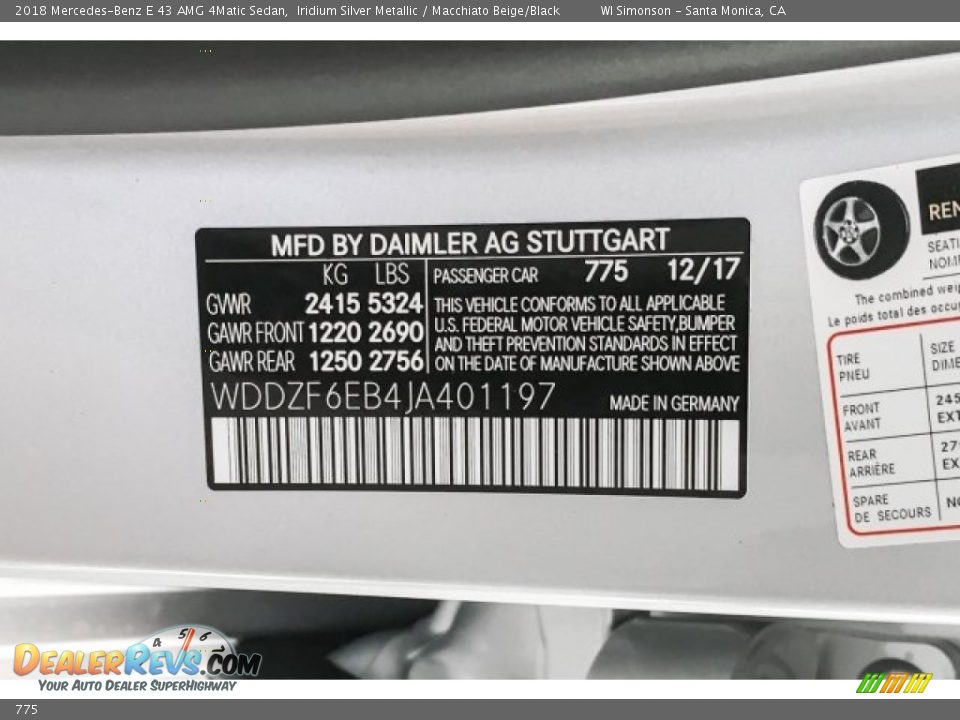 2018 Mercedes-Benz E 43 AMG 4Matic Sedan, Iridium Silver Metallic / Macchiato Beige/Black WI Simonson - Santa Monica, CA
MFD BY DAIMLER AG STUTTGART
KG LBS
GVWR 2415 5324
GAWR FRONT 1220 2690
GAWR REAR 1250 2756
PASSENGER CAR 775 12/17
THIS VEHICLE CONFORMS TO ALL APPLICABLE
U.S. FEDERAL MOTOR VEHICLE SAFETY,BUMPER
AND THEFT PREVENTION STANDARDS IN EFFECT
ON THE DATE OF MANUFACTURE SHOWN ABOVE
WDDZF6EB4JA401197 MADE IN GERMANY
The combined
Le poids total des
TIRE SIZE
PNEU
FRONT 245
AVANT
REAR
ARRIÈRE
SPARE
DE SECOURS
4 5 6
DealerRevs.com
Your Auto Dealer SuperHighway
775